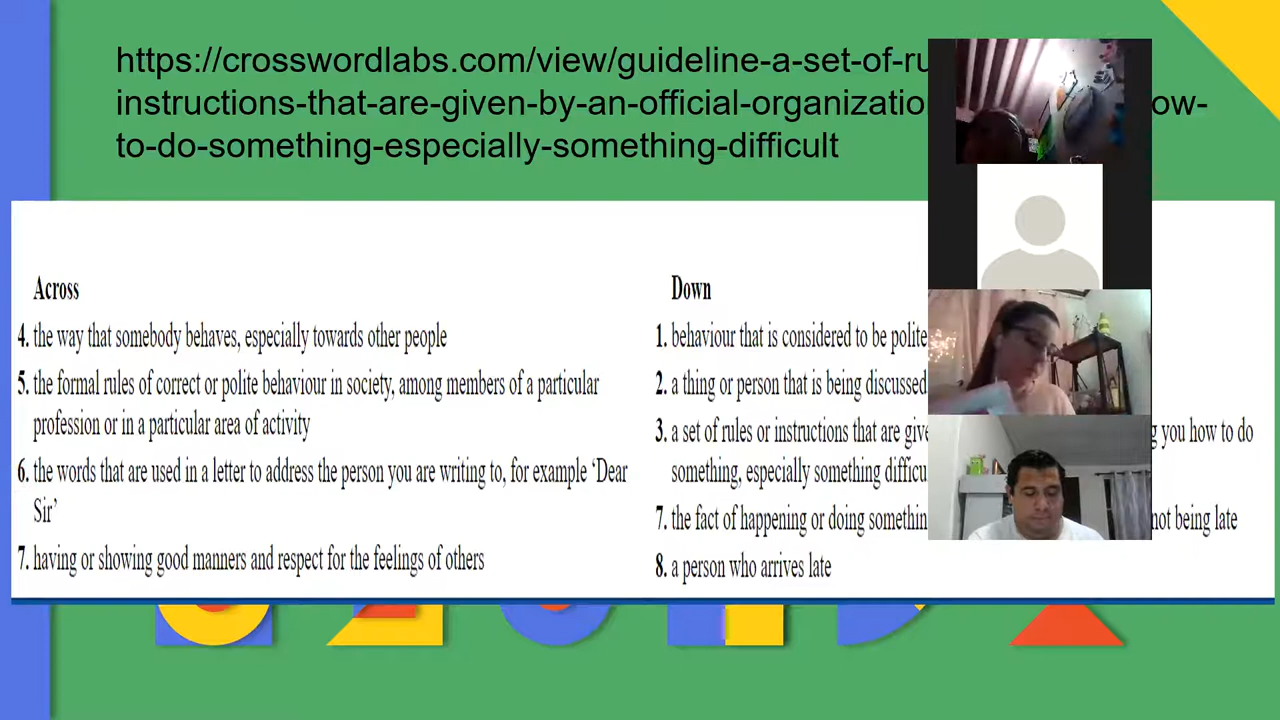 https://crosswordlabs.com/view/guideline-a-set-of-
instructions-that-are-given-by-an-official-
to-do-something-especially-something-difficult
Across
4. the way that somebody behaves, especially towards other people
5. the formal rules of correct or polite behaviour in society, among members of a particular
profession or in a particular area of activity
6. the words that are used in a letter to address the person you are writing to, for example ‘Dear
Sir’
7. having or showing good manners and respect for the feelings of others
Down
1. behaviour that is considered to be polite
2. a thing or person that is being discussed
3. a set of rules or instructions that are you how to do
something, especially something
7. the fact of happening or doing not being late
8. a person who arrives late